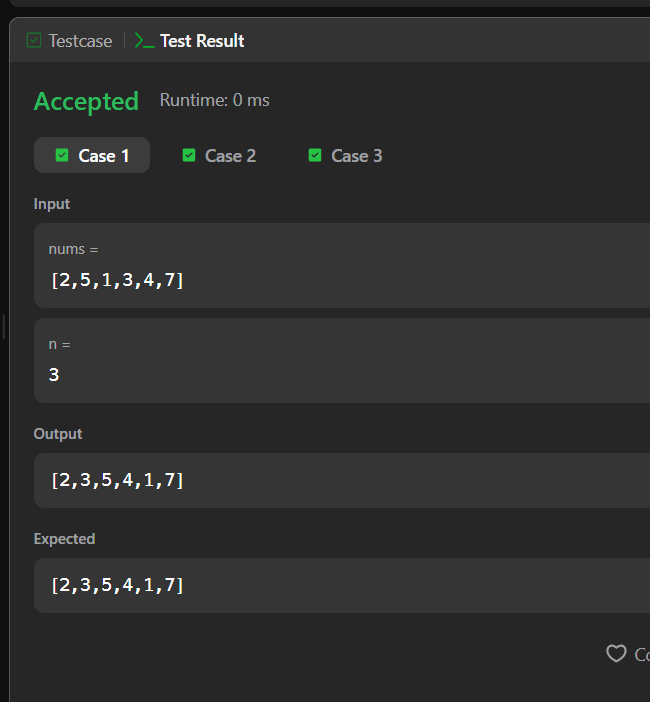 Testcase | Test Result
Accepted Runtime: 0 ms
Case 1 Case 2 Case 3
Input
nums =
[2,5,1,3,4,7]
n =
3
Output
[2,3,5,4,1,7]
Expected
[2,3,5,4,1,7]